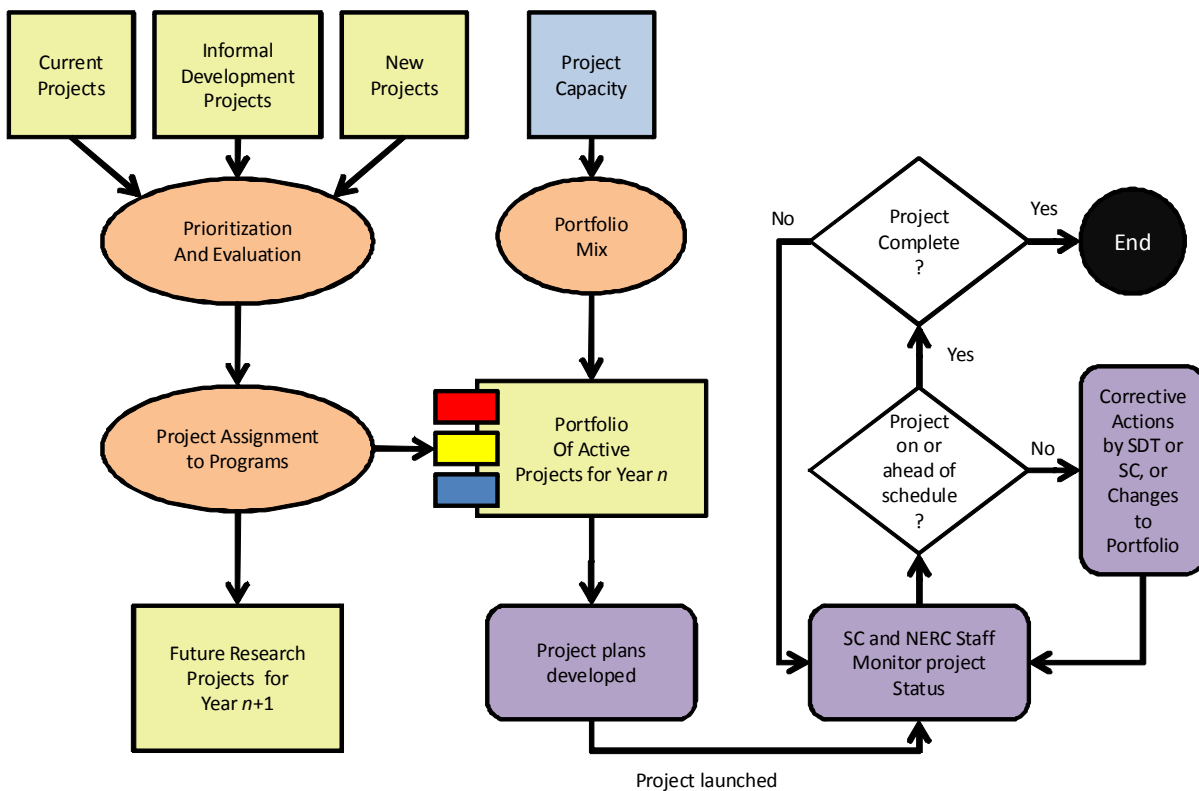 Current
Projects
Informal
Development
Projects
New
Projects
Project
Capacity
Prioritization
And Evaluation
Portfolio
Mix
No
Project
Complete
?
Yes
End
Yes
Project Assignment
to Programs
Portfolio
Of Active
Projects for Year n
Project
on or
ahead of
schedule
?
No
Corrective
Actions
by SDT or
SC, or
Changes
to
Portfolio
Future Research
Projects for
Year n+1
Project plans
developed
SC and NERC Staff
Monitor project
Status
Project launched